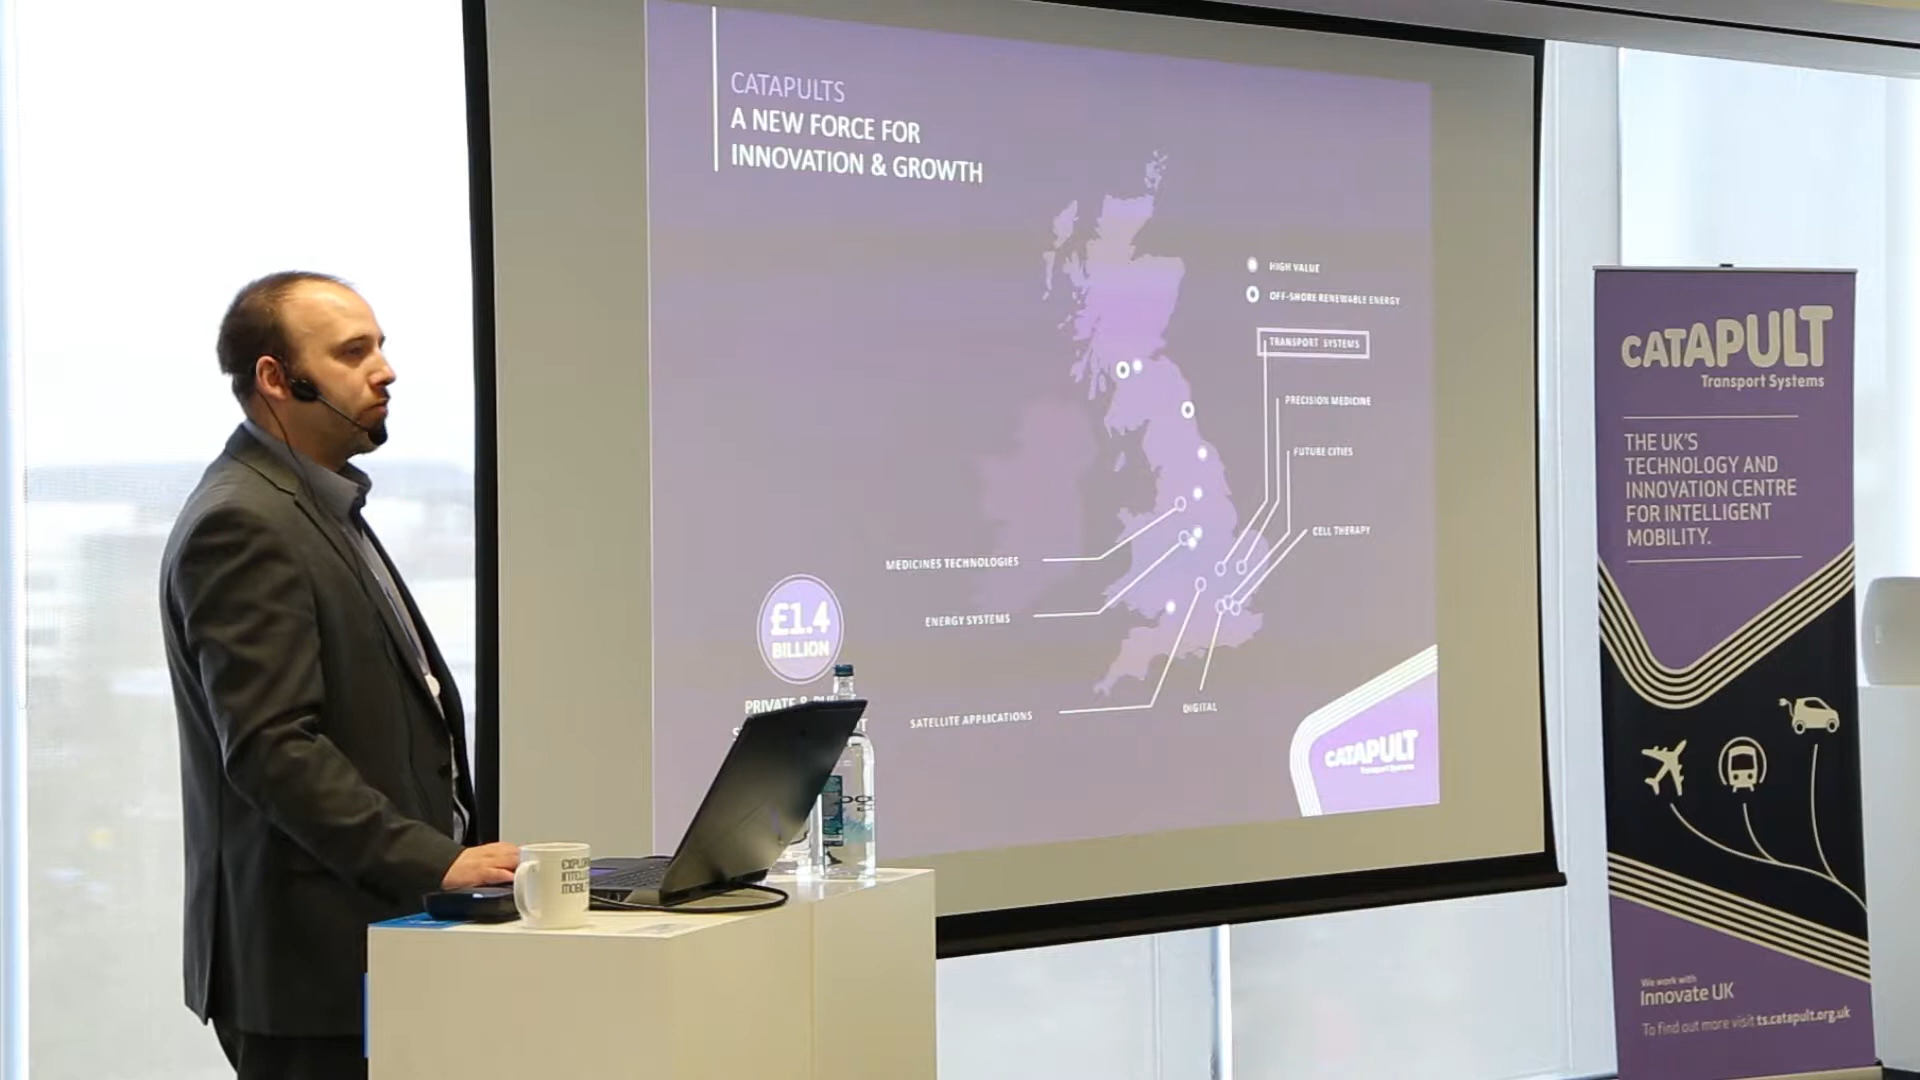 CATAPULTS
A NEW FORCE FOR
INNOVATION & GROWTH
HIGH VALUE
OFF-SHORE RENEWABLE ENERGY
TRANSPORT SYSTEMS
PRECISION MEDICINE
FUTURE CITIES
CELL THERAPY
MEDICINES TECHNOLOGIES
ENERGY SYSTEMS
SATELLITE APPLICATIONS
DIGITAL
£1.4
BILLION
PRIVATE &
CATAPULT
Transport Systems
CATAPULT
Transport Systems
THE UK'S
TECHNOLOGY AND
INNOVATION CENTRE
FOR INTELLIGENT
MOBILITY.
We work with
Innovate UK
To find out more visit ts.catapult.org.uk